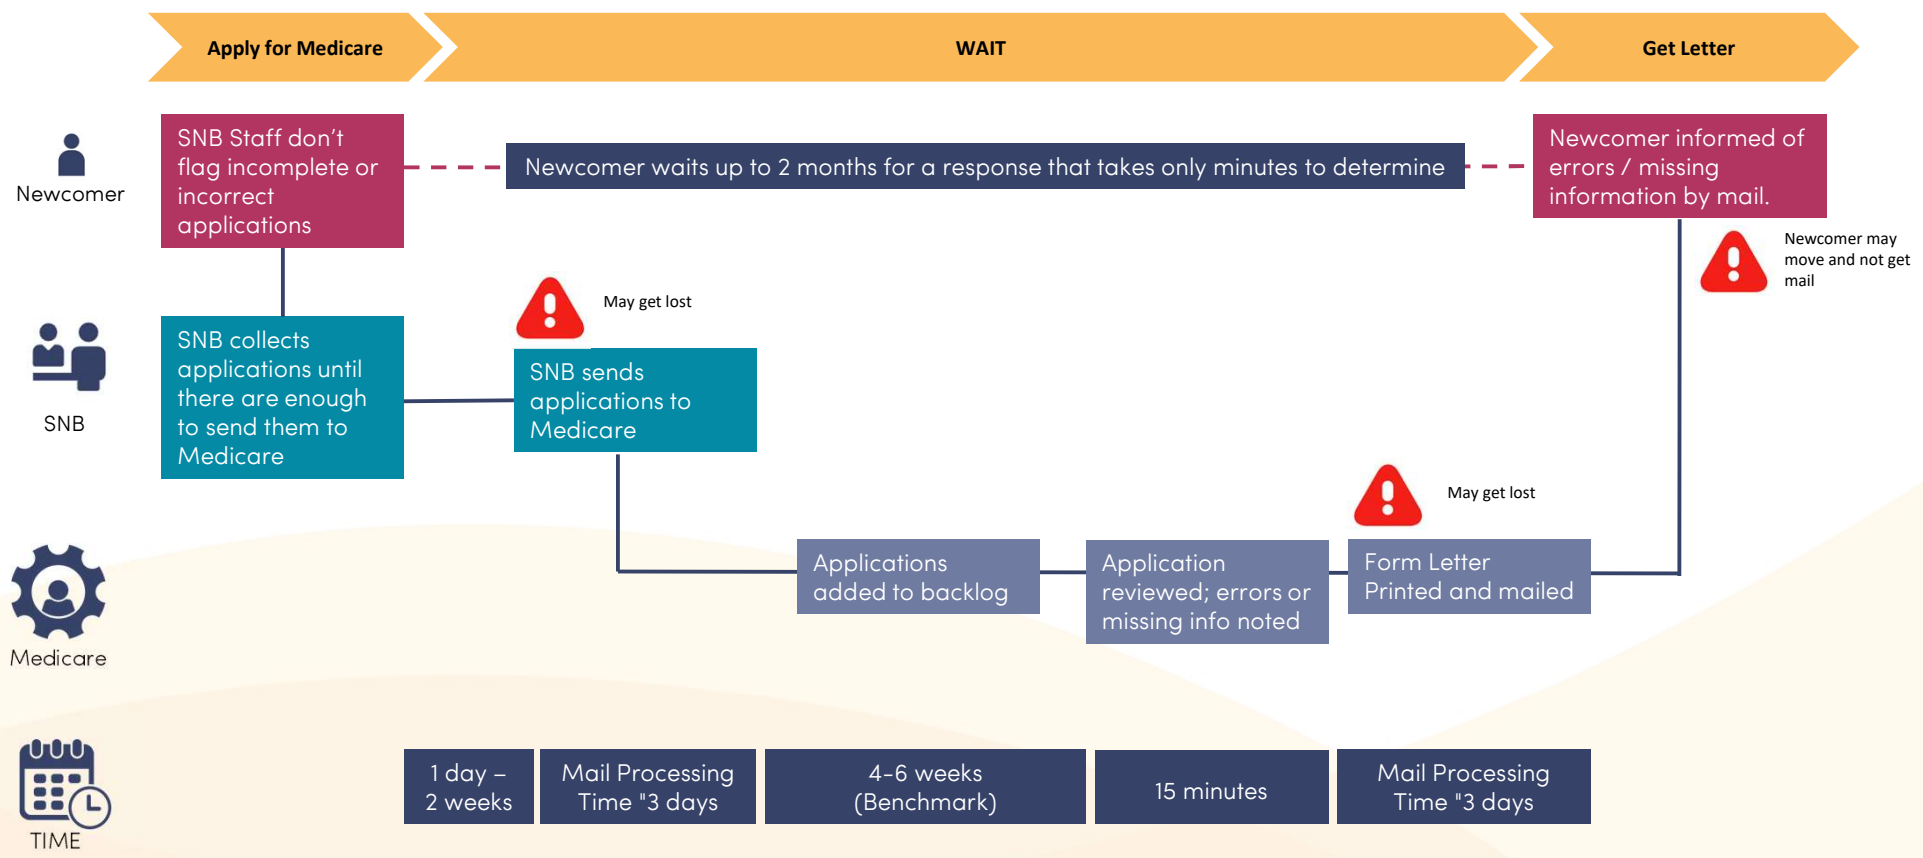 Apply for Medicare
WAIT
Get Letter
Newcomer
SNB Staff don't
flag incomplete or
incorrect
applications
Newcomer waits up to 2 months for a response that takes only minutes to determine
Newcomer informed of
errors / missing
information by mail.
Newcomer may
move and not get
mail
SNB
SNB collects
applications until
there are enough
to send them to
Medicare
May get lost
SNB sends
applications to
Medicare
May get lost
Medicare
Applications
added to backlog
Application
reviewed; errors or
missing info noted
Form Letter
Printed and mailed
TIME
1 day –
2 weeks
Mail Processing
Time "3 days
4-6 weeks
(Benchmark)
15 minutes
Mail Processing
Time "3 days